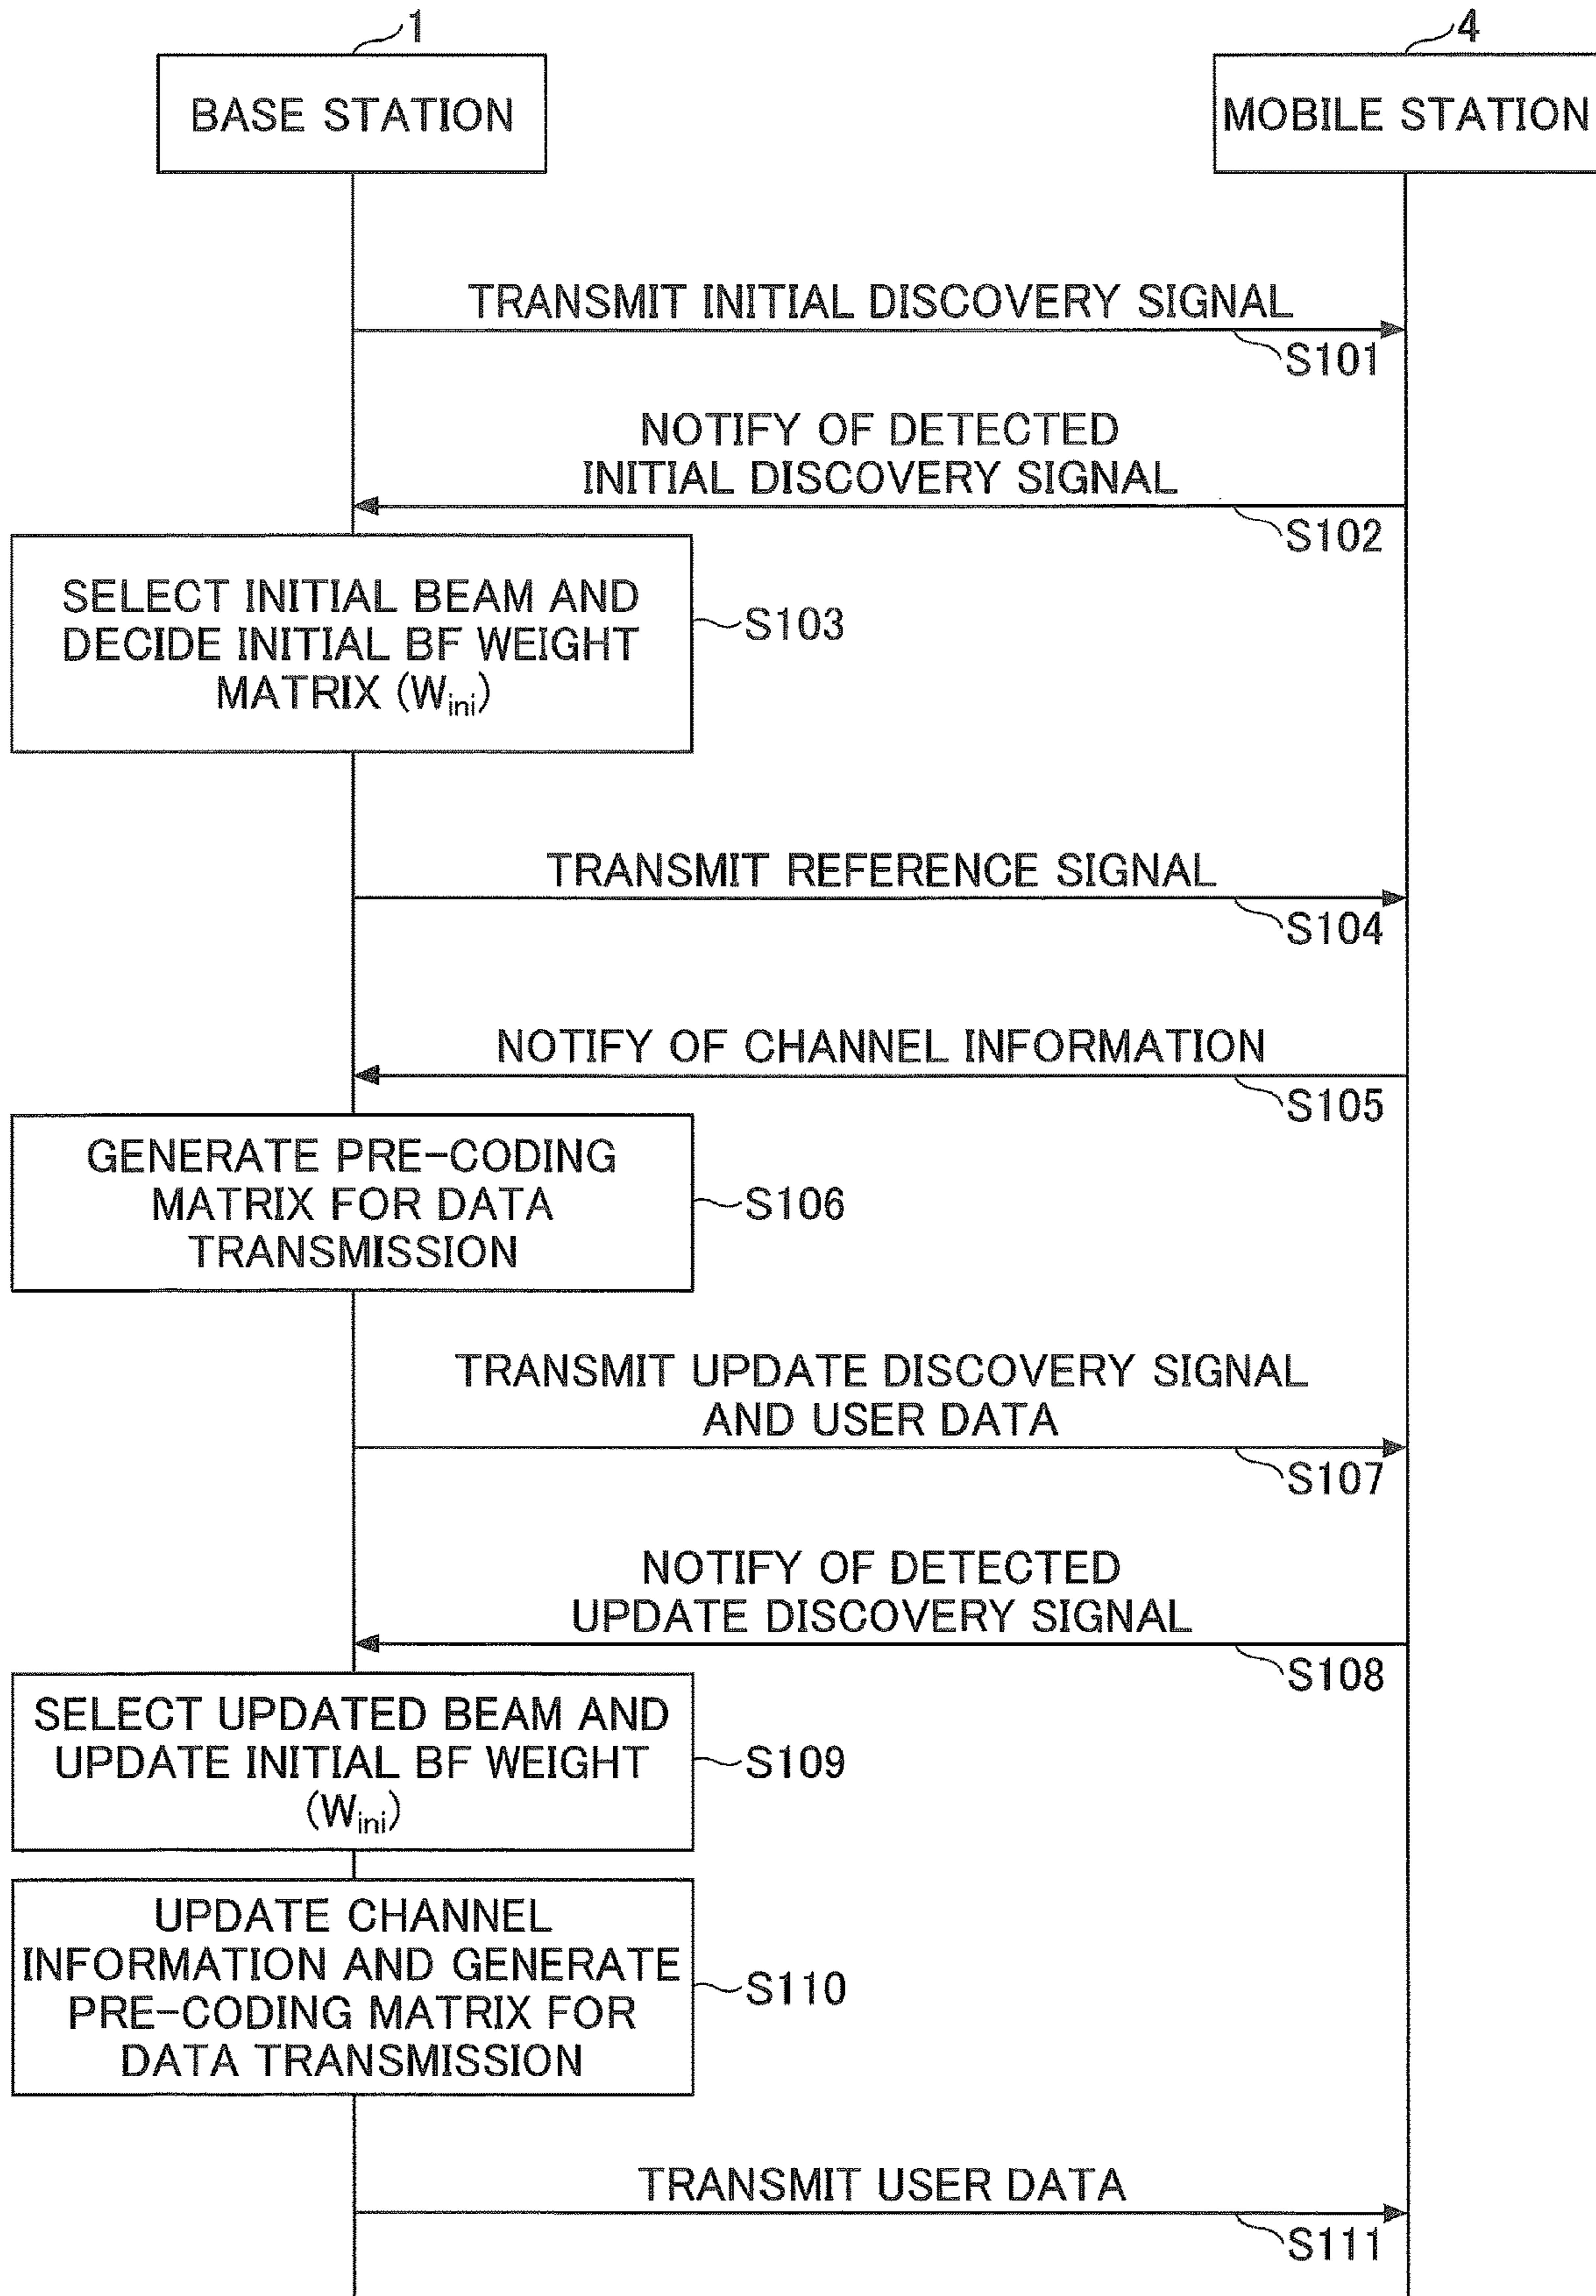 1
4
BASE STATION
MOBILE STATION
TRANSMIT INITIAL DISCOVERY SIGNAL
S101
NOTIFY OF DETECTED
INITIAL DISCOVERY SIGNAL
S102
SELECT INITIAL BEAM AND
DECIDE INITIAL BF WEIGHT
MATRIX (Wini)
S103
TRANSMIT REFERENCE SIGNAL
S104
NOTIFY OF CHANNEL INFORMATION
S105
GENERATE PRE-CODING
MATRIX FOR DATA
TRANSMISSION
S106
TRANSMIT UPDATE DISCOVERY SIGNAL
AND USER DATA
S107
NOTIFY OF DETECTED
UPDATE DISCOVERY SIGNAL
S108
SELECT UPDATED BEAM AND
UPDATE INITIAL BF WEIGHT
(Wini)
S109
UPDATE CHANNEL
INFORMATION AND GENERATE
PRE-CODING MATRIX FOR
DATA TRANSMISSION
S110
TRANSMIT USER DATA
S111